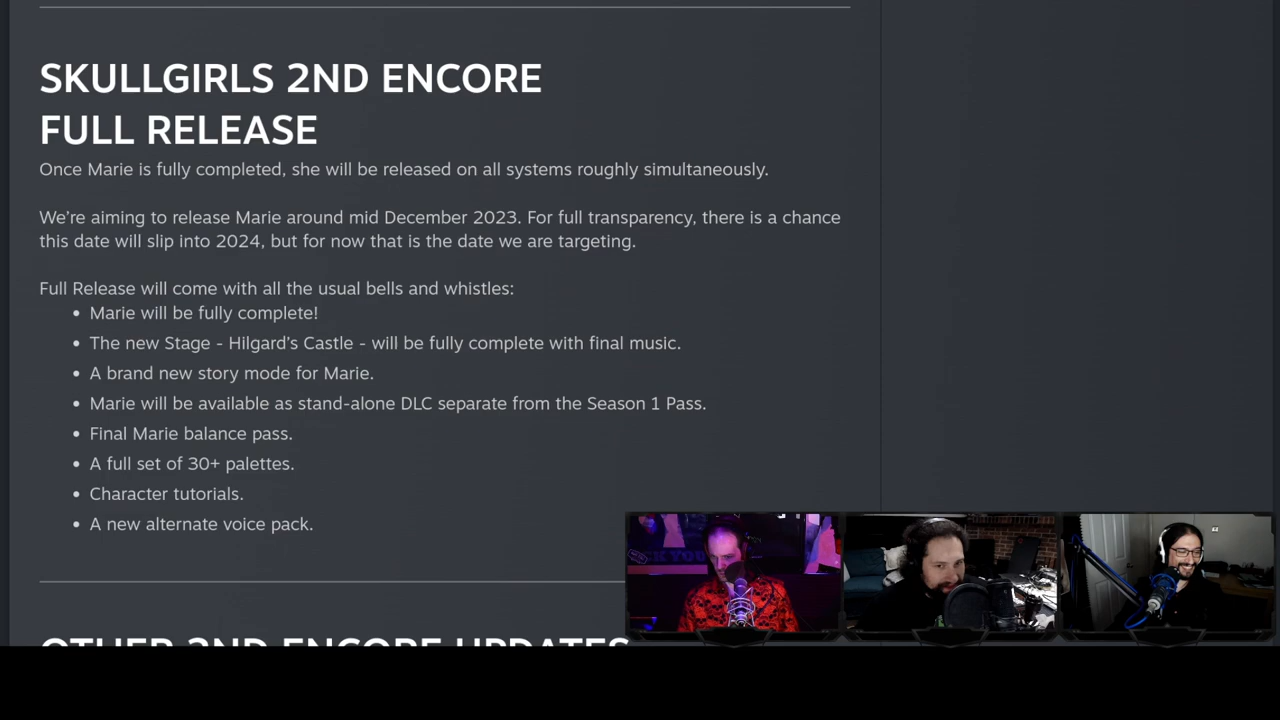 SKULLGIRLS 2ND ENCORE
FULL RELEASE
Once Marie is fully completed, she will be released on all systems roughly simultaneously.
We're aiming to release Marie around mid December 2023. For full transparency, there is a chance
this date will slip into 2024, but for now that is the date we are targeting.
Full Release will come with all the usual bells and whistles:
• Marie will be fully complete!
• The new Stage - Hilgard's Castle - will be fully complete with final music.
• A brand new story mode for Marie.
• Marie will be available as stand-alone DLC separate from the Season 1 Pass.
• Final Marie balance pass.
• A full set of 30+ palettes.
• Character tutorials.
• A new alternate voice pack.
OTHER 2ND ENCORE UPDATES